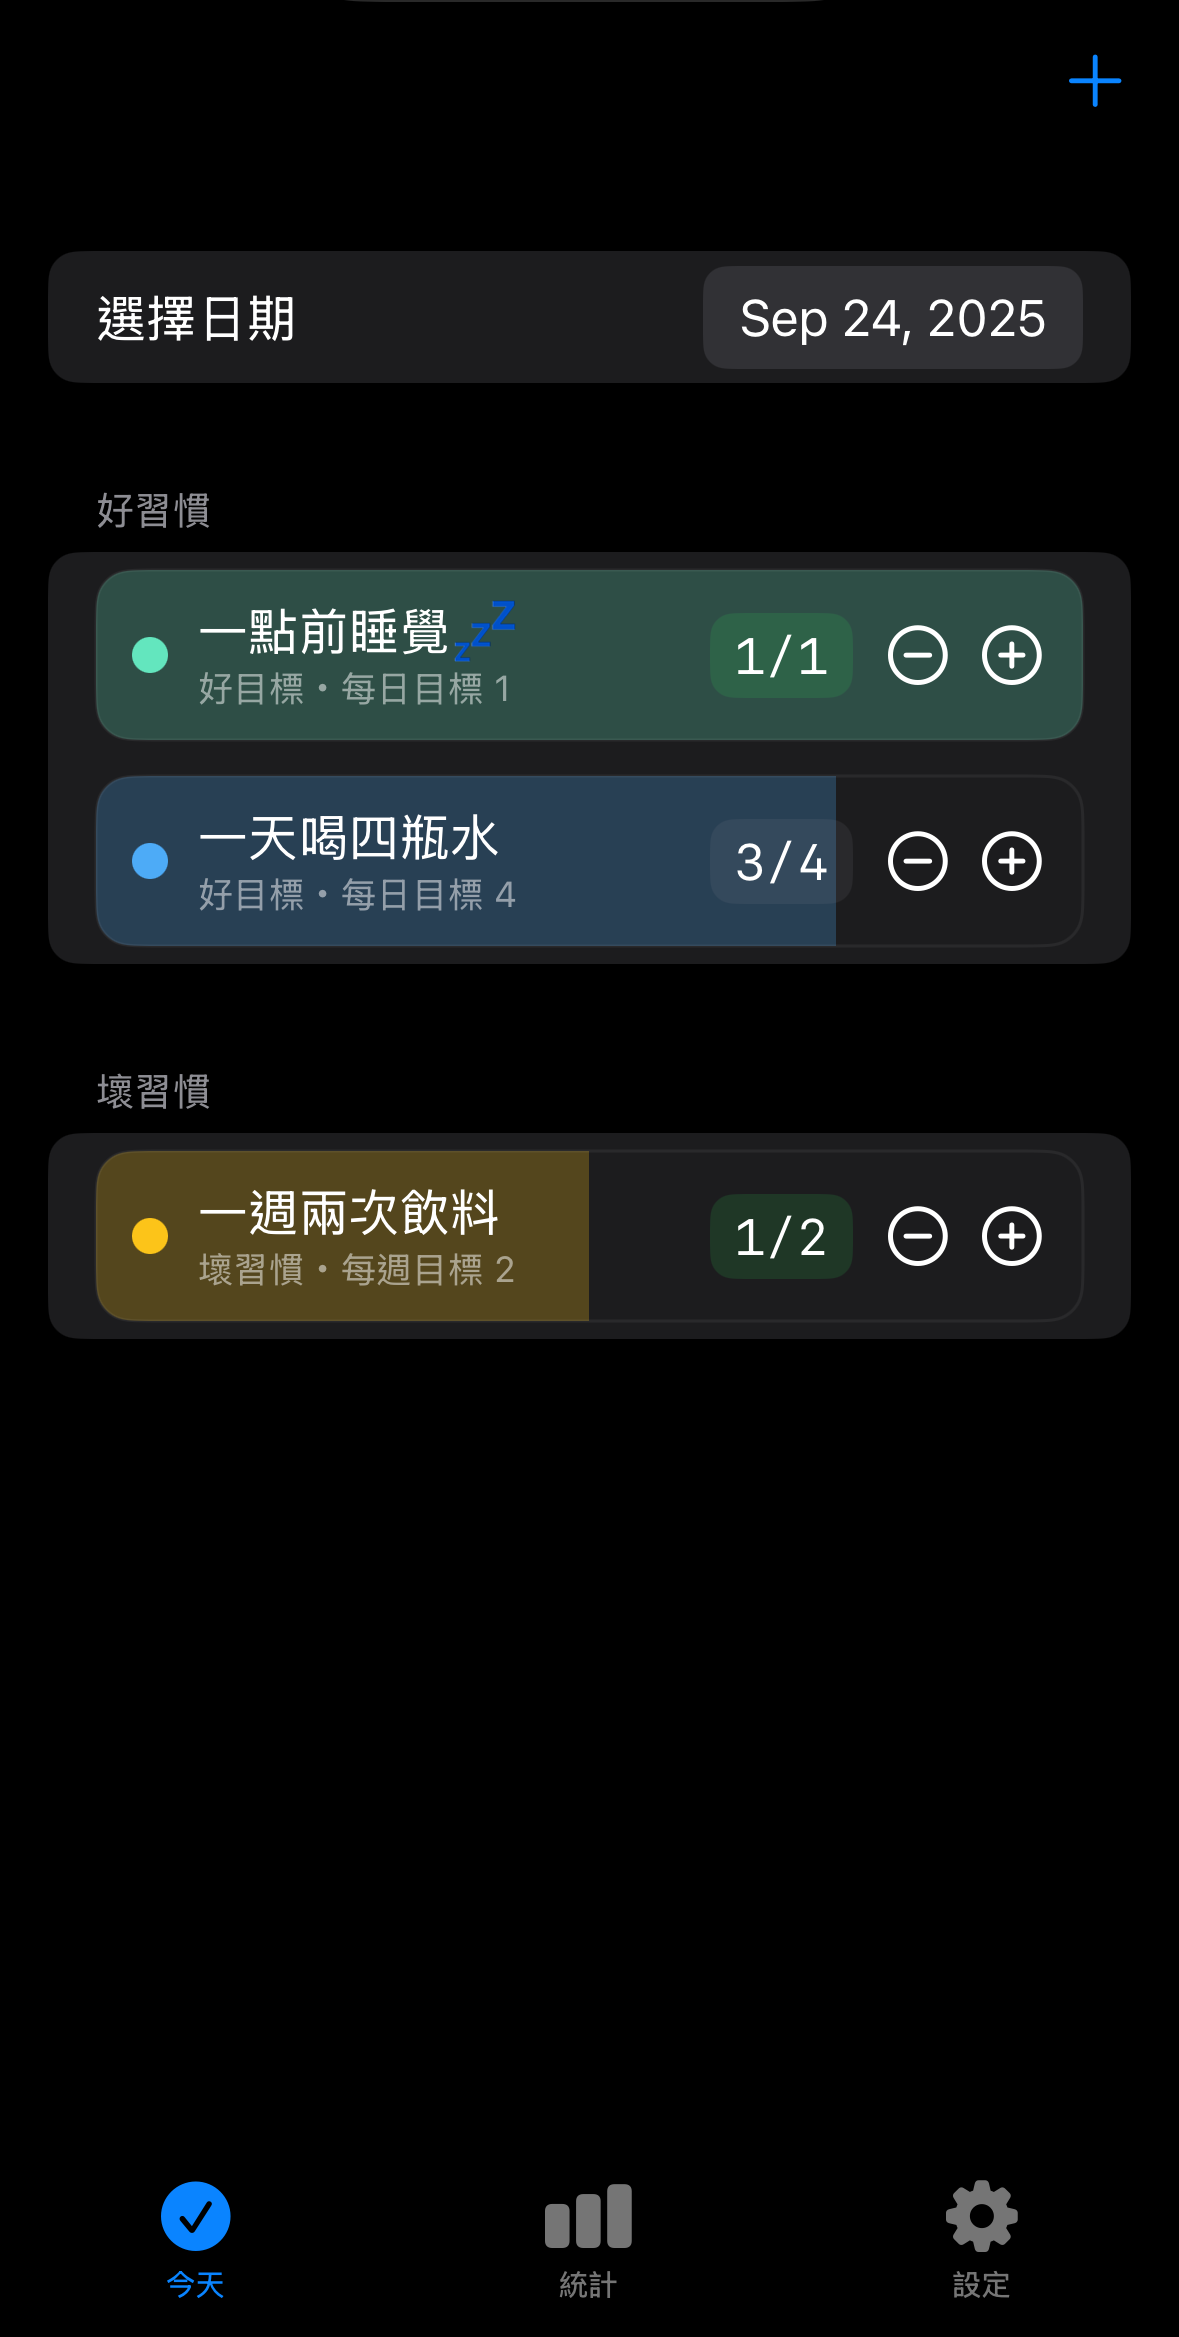 選擇日期
Sep 24, 2025
好習慣
一點前睡覺💤
好目標・每日目標 1
1/1
一天喝四瓶水
好目標・每日目標 4
3/4
壞習慣
一週兩次飲料
壞習慣・每週目標 2
1/2
今天
統計
設定